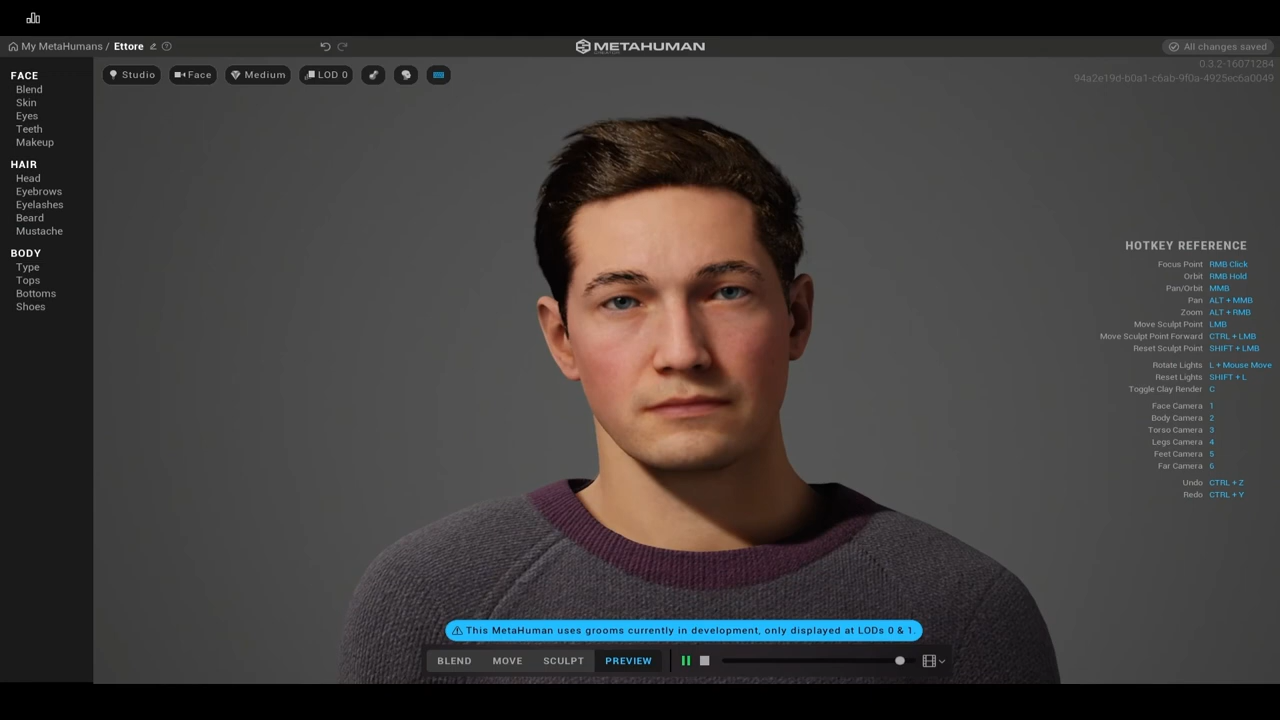 My MetaHumans / Ettore
METAHUMAN
All changes saved
0.3.2-16071284
94a2e19d-b0a1-c6ab-9f0a-4925ec6a0049
Studio
Face
Medium
LOD 0
FACE
Blend
Skin
Eyes
Teeth
Makeup
HAIR
Head
Eyebrows
Eyelashes
Beard
Mustache
BODY
Type
Tops
Bottoms
Shoes
HOTKEY REFERENCE
Focus Point RMB Click
Orbit RMB Hold
Pan/Orbit MMB
Pan ALT + MMB
Zoom ALT + RMB
Move Sculpt Point LMB
Move Sculpt Point Forward CTRL + LMB
Reset Sculpt Point SHIFT + LMB
Rotate Lights L + Mouse Move
Reset Lights SHIFT + L
Toggle Clay Render C
Face Camera 1
Body Camera 2
Torso Camera 3
Legs Camera 4
Feet Camera 5
Far Camera 6
Undo CTRL + Z
Redo CTRL + Y
This MetaHuman uses grooms currently in development, only displayed at LODs 0 & 1.
BLEND MOVE SCULPT PREVIEW